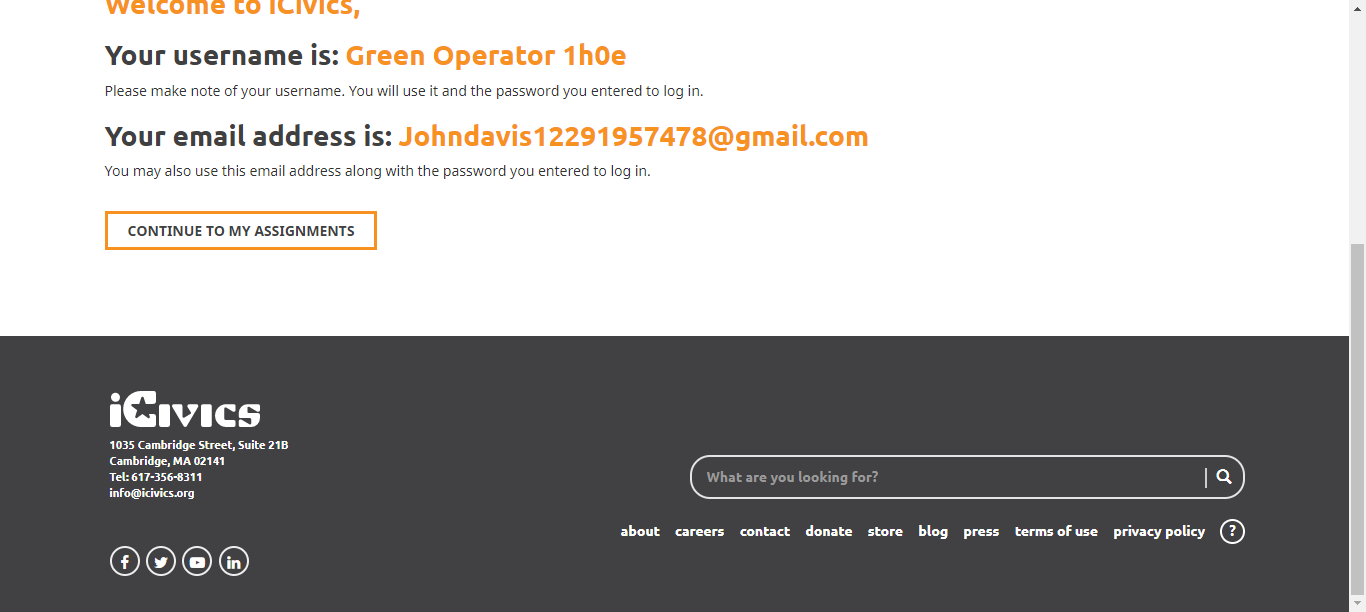 Welcome to iCivics,
Your username is: Green Operator 1h0e
Please make note of your username. You will use it and the password you entered to log in.
Your email address is: Johndavis12291957478@gmail.com
You may also use this email address along with the password you entered to log in.
CONTINUE TO MY ASSIGNMENTS
iCIVICS
1035 Cambridge Street, Suite 21B
Cambridge, MA 02141
Tel: 617-356-8311
info@icivics.org
What are you looking for?
about careers contact donate store blog press terms of use privacy policy ?